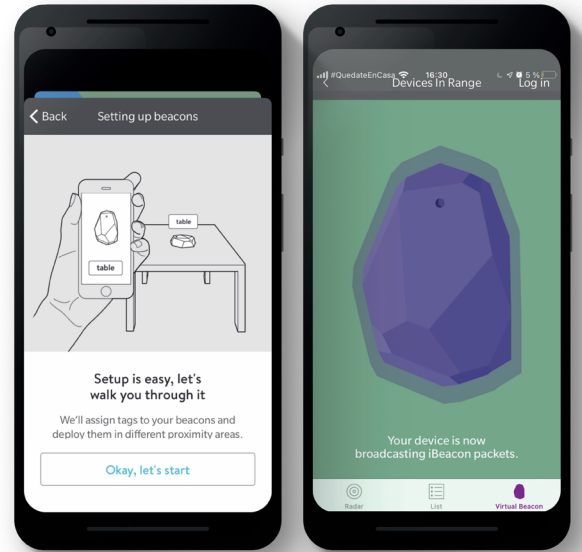 Back
Setting up beacons
table
table
Setup is easy, let's
walk you through it
We'll assign tags to your beacons and
deploy them in different proximity areas.
Okay, let's start
#QuedateEnCasa 16:30 5 %
Devices In Range Log in
Your device is now
broadcasting iBeacon packets.
Radar List Virtual Beacon